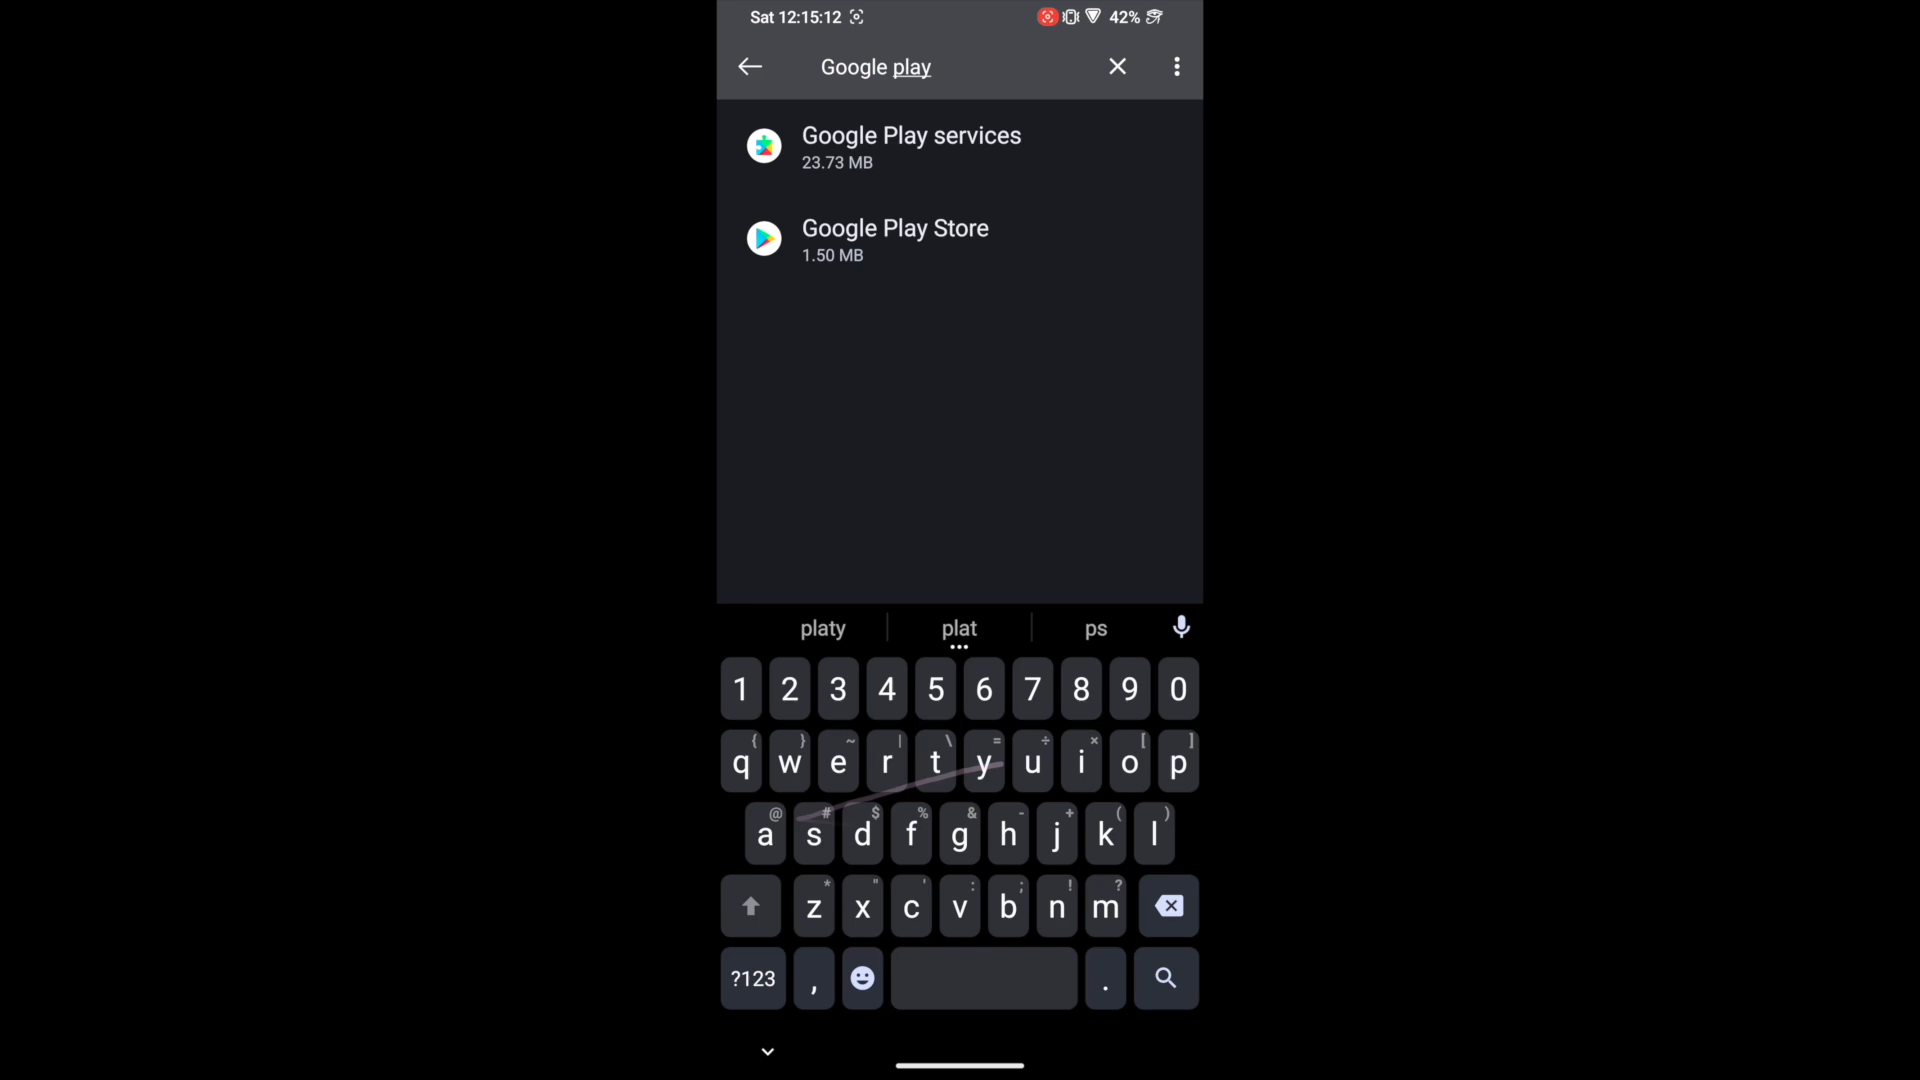 Sat 12:15:12 42%
Google play
Google Play services
23.73 MB
Google Play Store
1.50 MB
platy plat ps
1 2 3 4 5 6 7 8 9 0
{ } ~ | \ = ÷ × [ ]
q w e r t y u i o p
@ # $ % & - + ( )
a s d f g h j k l
* " ' : ; ! ?
z x c v b n m
?123 , .